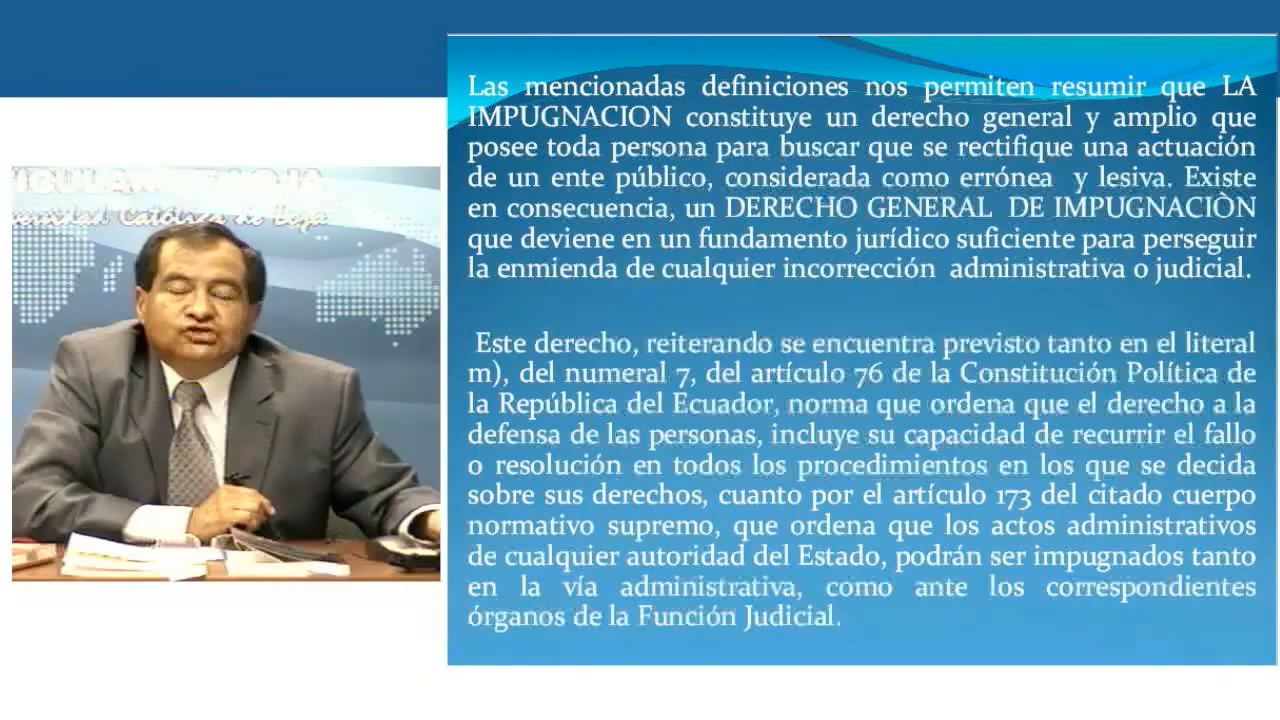 Católica de Loja
Las mencionadas definiciones nos permiten resumir que LA
IMPUGNACION constituye un derecho general y amplio que
posee toda persona para buscar que se rectifique una actuación
de un ente público, considerada como errónea y lesiva. Existe
en consecuencia, un DERECHO GENERAL DE IMPUGNACIÒN
que deviene en un fundamento jurídico suficiente para perseguir
la enmienda de cualquier incorrección administrativa o judicial.
Este derecho, reiterando se encuentra previsto tanto en el literal
m), del numeral 7, del artículo 76 de la Constitución Política de
la República del Ecuador, norma que ordena que el derecho a la
defensa de las personas, incluye su capacidad de recurrir el fallo
o resolución en todos los procedimientos en los que se decida
sobre sus derechos, cuanto por el artículo 173 del citado cuerpo
normativo supremo, que ordena que los actos administrativos
de cualquier autoridad del Estado, podrán ser impugnados tanto
en la vía administrativa, como ante los correspondientes
órganos de la Función Judicial.